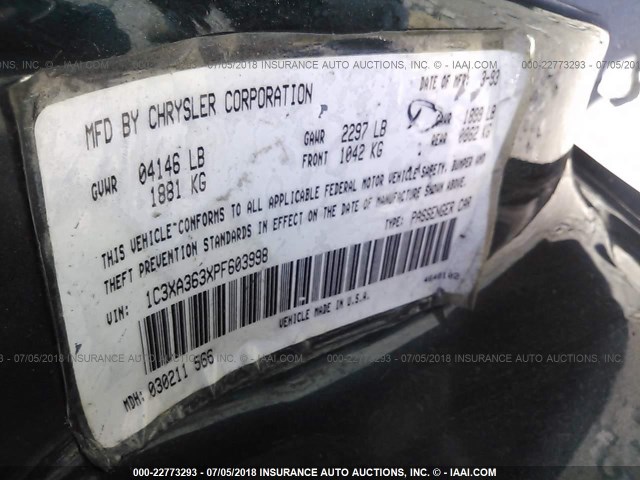 000-22773293 - 07/05/2018 INSURANCE AUTO AUCTIONS. - © IAAI.COM
MFD BY CHRYSLER CORPORATION
DATE OF MFR 3-93
GVWR 04146 LB
1881 KG
GAWR FRONT 2297 LB
1042 KG
REAR
THIS VEHICLE CONFORMS TO ALL APPLICABLE FEDERAL MOTOR VEHICLE SAFETY, BUMPER AND
THEFT PREVENTION STANDARDS IN EFFECT ON THE DATE OF MANUFACTURE SHOWN ABOVE.
VIN: 1C3XA363XPF603998
TYPE: PASSENGER CAR
VEHICLE MADE IN U.S.A.
MDH: 030211 566